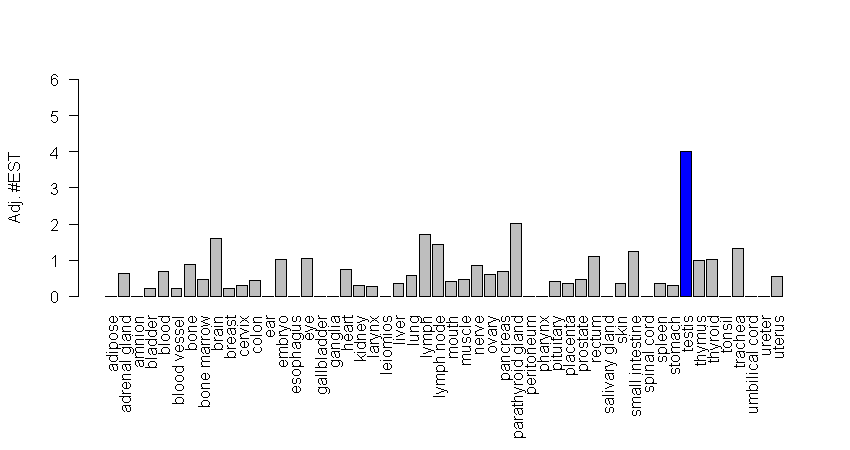 Adj. #EST
6
5
4
3
2
1
0
adipose
adrenal gland
amnion
bladder
blood
blood vessel
bone
bone marrow
brain
breast
cervix
colon
ear
embryo
esophagus
eye
gallbladder
ganglia
heart
kidney
larynx
leiomios
liver
lung
lymph
lymph node
mouth
muscle
nerve
ovary
pancreas
parathyroid gland
peritoneum
pharynx
pituitary
placenta
prostate
rectum
salivary gland
skin
small intestine
spinal cord
spleen
stomach
testis
thymus
thyroid
tonsil
trachea
umbilical cord
ureter
uterus